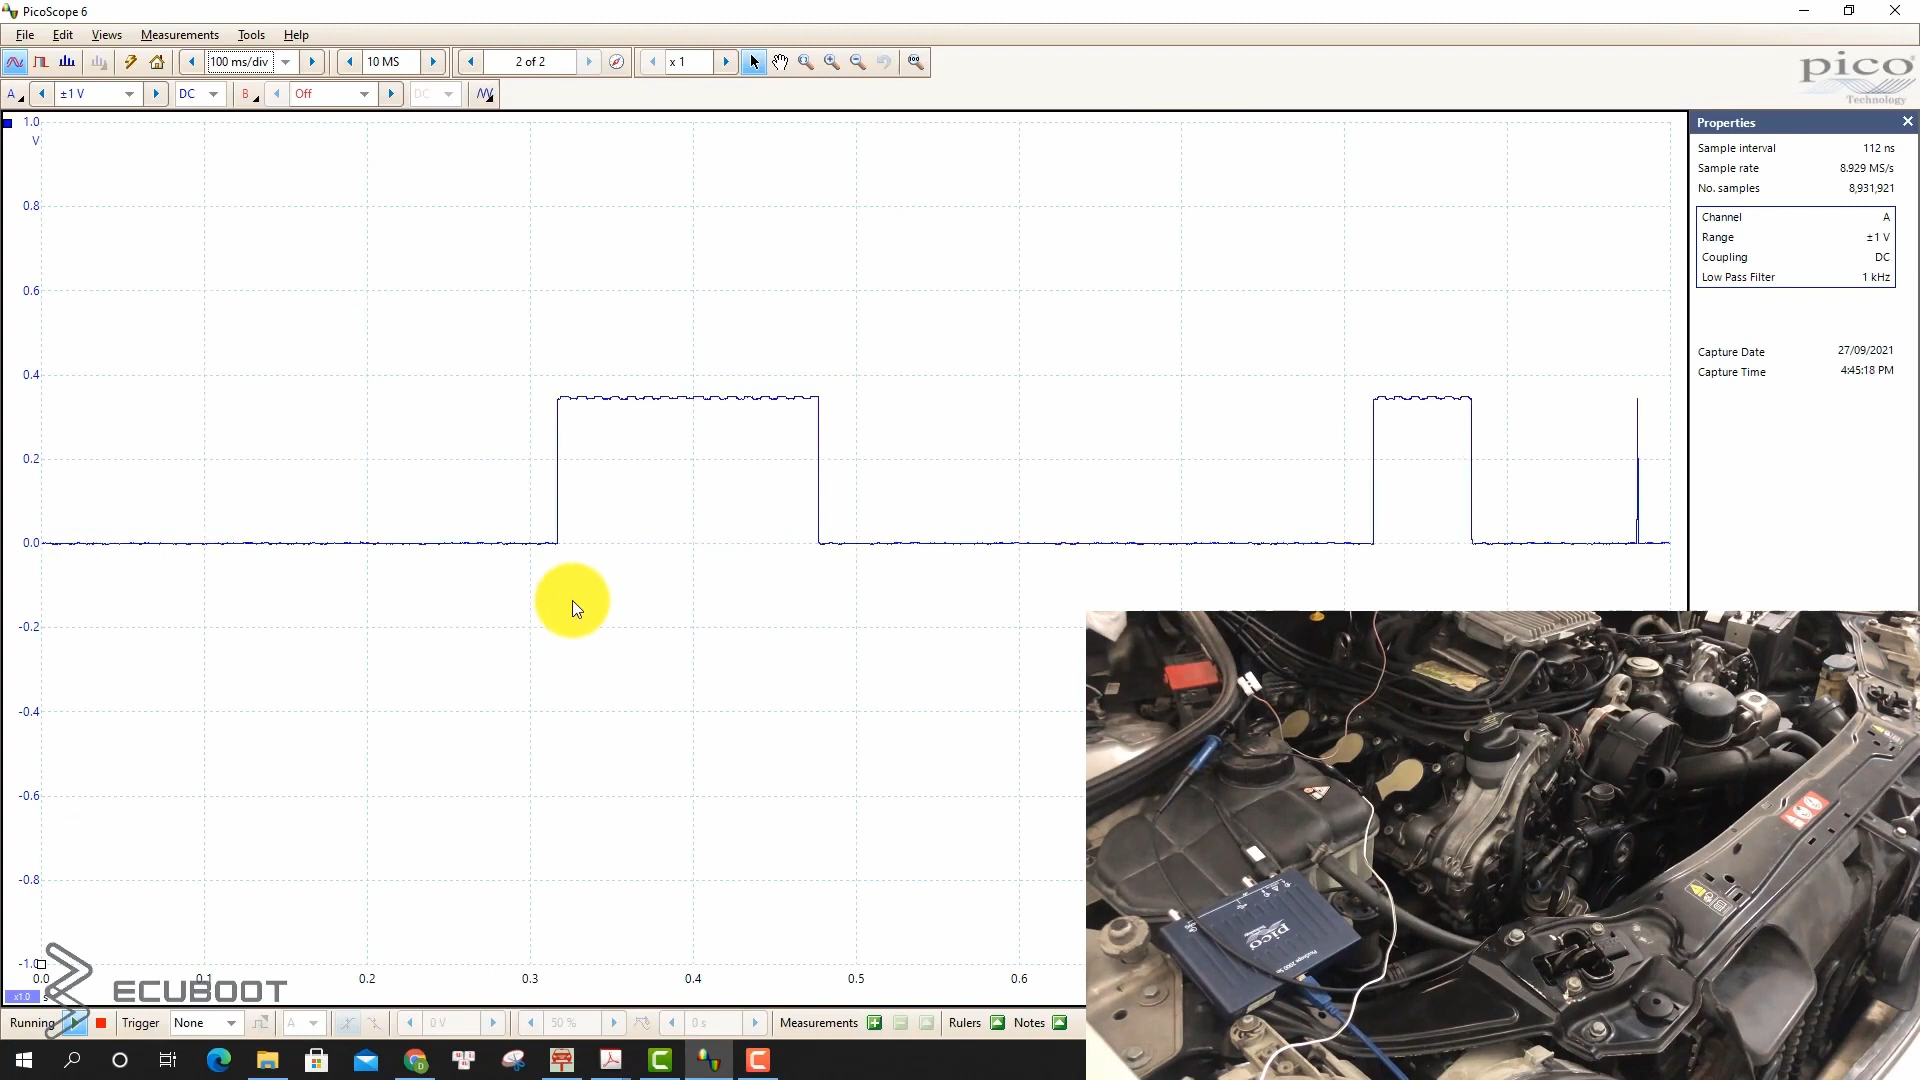 PicoScope 6
File Edit Views Measurements Tools Help
100 ms/div 10 MS 2 of 2 x 1
A ±1 V DC B Off DC
pico
Technology
Properties
Sample interval 112 ns
Sample rate 8.929 MS/s
No. samples 8,931,921
Channel A
Range ±1 V
Coupling DC
Low Pass Filter 1 kHz
Capture Date 27/09/2021
Capture Time 4:45:18 PM
1.0
V
0.8
0.6
0.4
0.2
0.0
-0.2
-0.4
-0.6
-0.8
-1.0
0.0 0.1 0.2 0.3 0.4 0.5 0.6
x1.0 s
ECUBOOT
pico
Running Trigger None A 0 V 50 % 0 s Measurements Rulers Notes